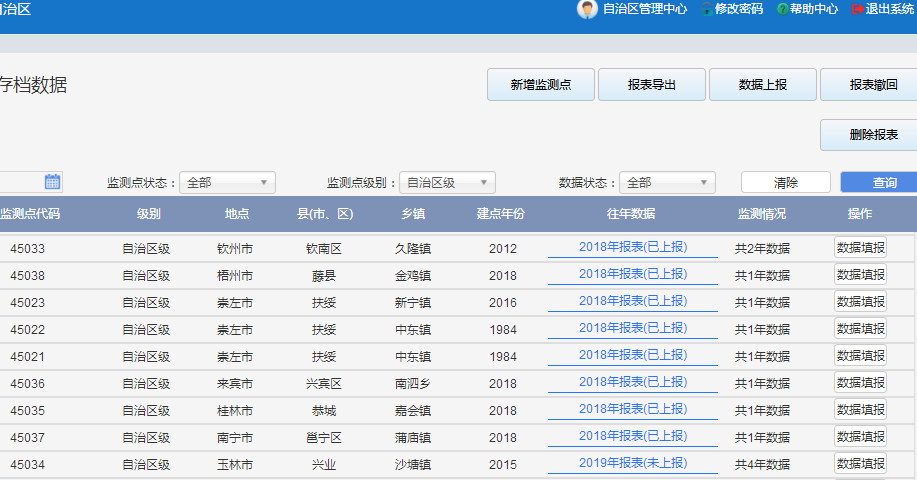 自治区 自治区管理中心 修改密码 帮助中心 退出系统
存档数据 新增监测点 报表导出 数据上报 报表撤回
删除报表
监测点状态： 全部 监测点级别： 自治区级 数据状态： 全部 清除 查询
监测点代码 级别 地点 县(市、区) 乡镇 建点年份 往年数据 监测情况 操作
45033 自治区级 钦州市 钦南区 久隆镇 2012 2018年报表(已上报) 共2年数据 数据填报
45038 自治区级 梧州市 藤县 金鸡镇 2018 2018年报表(已上报) 共1年数据 数据填报
45023 自治区级 崇左市 扶绥 新宁镇 2016 2018年报表(已上报) 共1年数据 数据填报
45022 自治区级 崇左市 扶绥 中东镇 1984 2018年报表(已上报) 共1年数据 数据填报
45021 自治区级 崇左市 扶绥 中东镇 1984 2018年报表(已上报) 共1年数据 数据填报
45036 自治区级 来宾市 兴宾区 南泗乡 2018 2018年报表(已上报) 共1年数据 数据填报
45035 自治区级 桂林市 恭城 嘉会镇 2018 2018年报表(已上报) 共1年数据 数据填报
45037 自治区级 南宁市 邕宁区 蒲庙镇 2018 2018年报表(已上报) 共1年数据 数据填报
45034 自治区级 玉林市 兴业 沙塘镇 2015 2019年报表(未上报) 共4年数据 数据填报